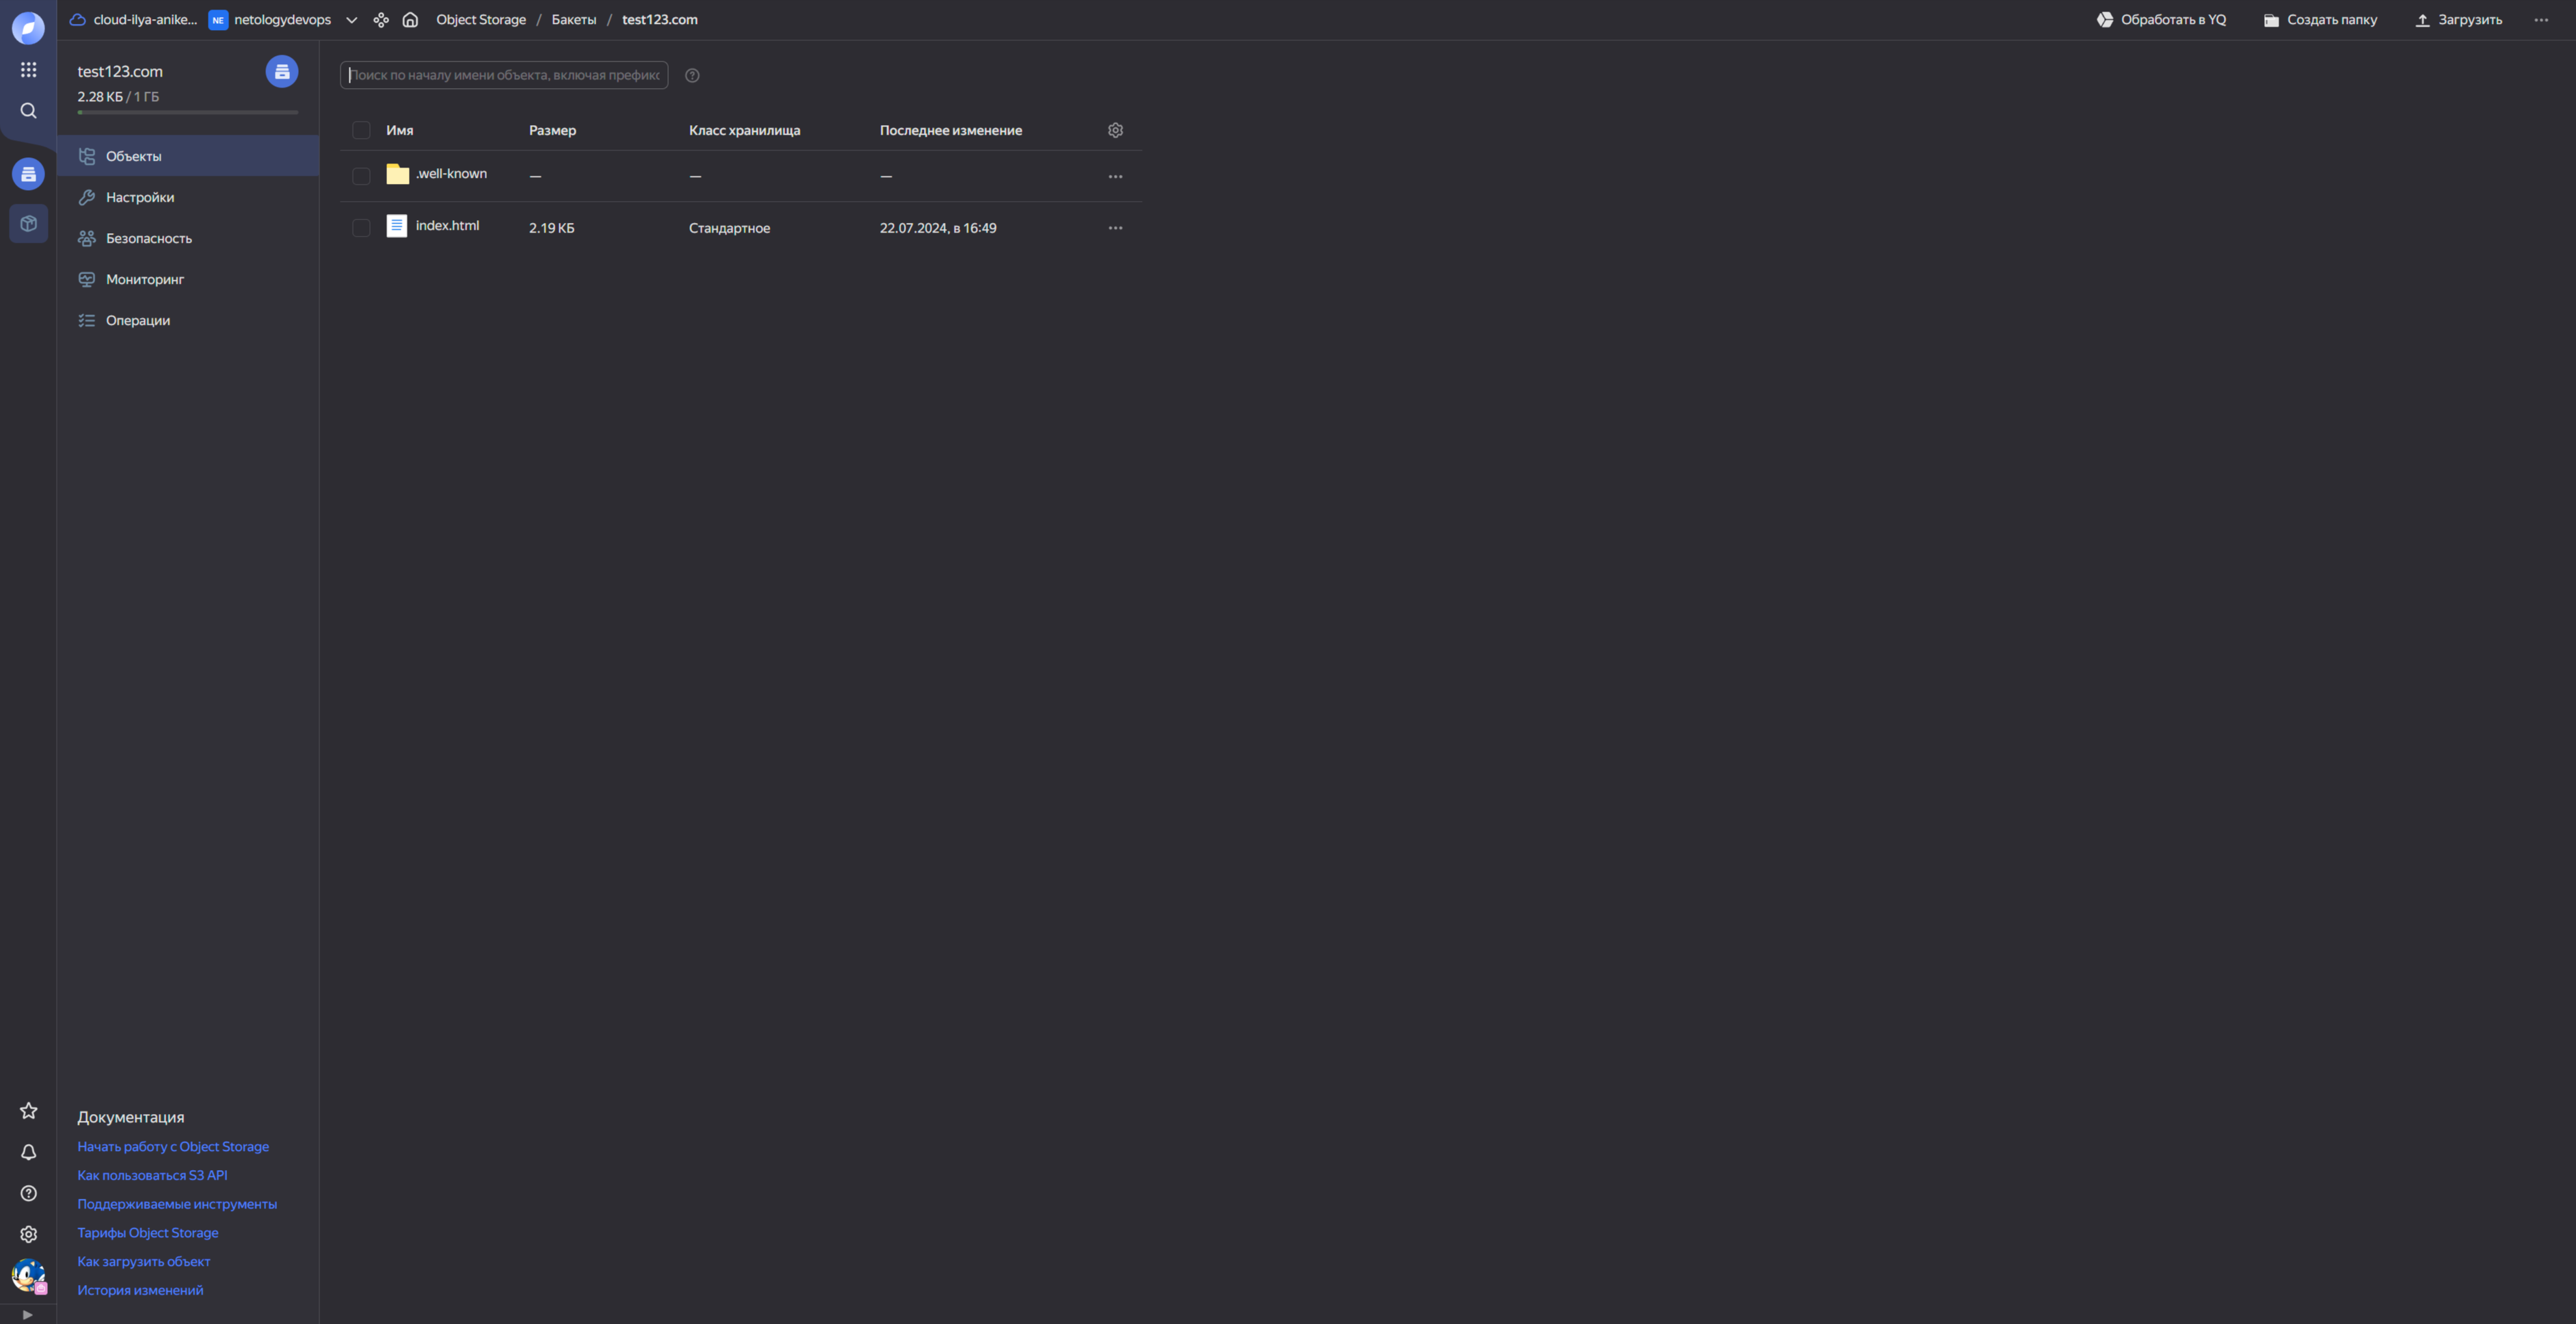 cloud-ilya-anike... NE netologydevops Object Storage / Бакеты / test123.com Обработать в YQ Создать папку Загрузить
test123.com
2.28 КБ / 1 ГБ
Объекты
Настройки
Безопасность
Мониторинг
Операции
Поиск по началу имени объекта, включая префикс
Имя Размер Класс хранилища Последнее изменение
.well-known — — —
index.html 2.19 КБ Стандартное 22.07.2024, в 16:49
Документация
Начать работу с Object Storage
Как пользоваться S3 API
Поддерживаемые инструменты
Тарифы Object Storage
Как загрузить объект
История изменений